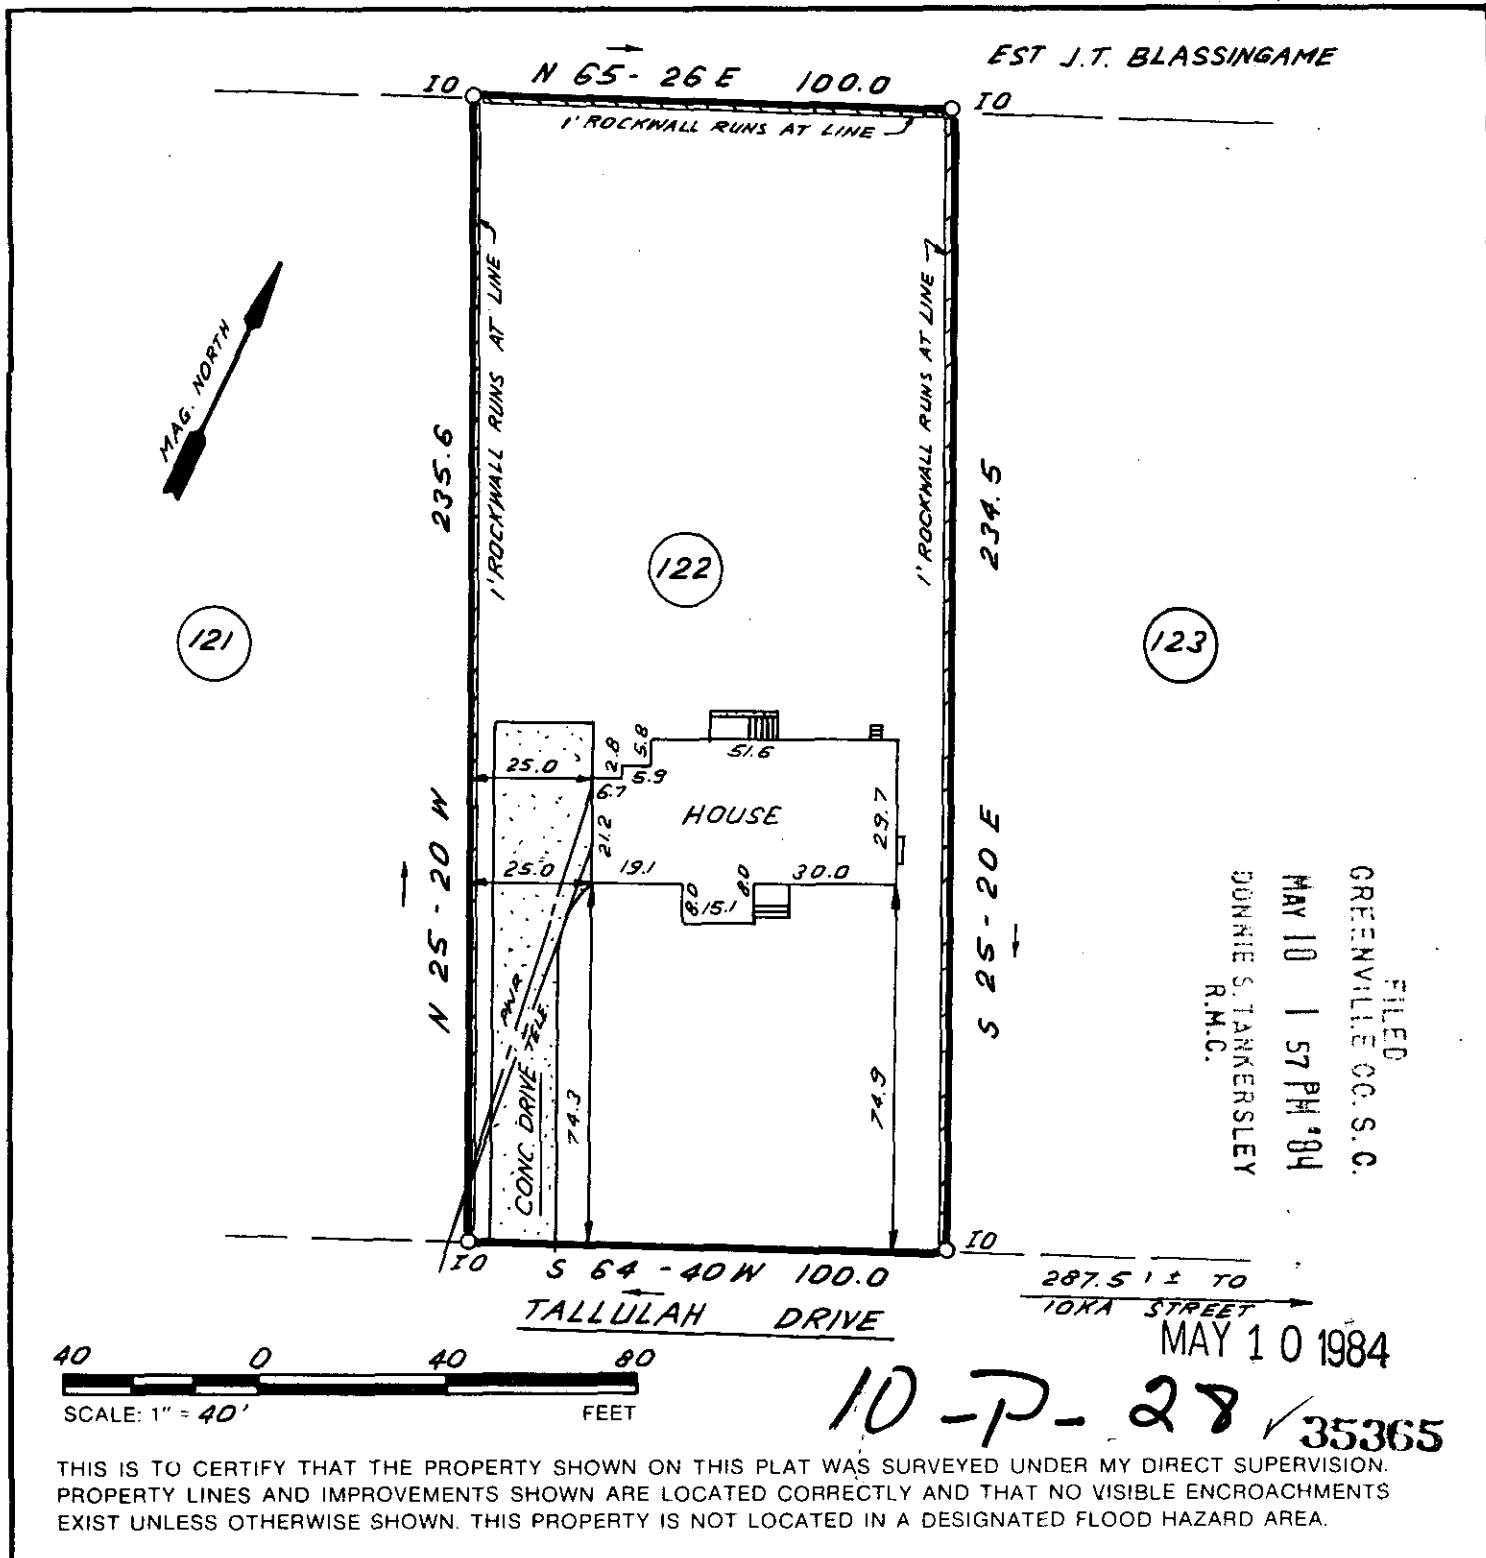 EST J.T. BLASSINGAME
N 65-26 E 100.0
IO
IO
1' ROCKWALL RUNS AT LINE
1' ROCKWALL RUNS AT LINE
1' ROCKWALL RUNS AT LINE
MAG. NORTH
235.6
234.5
122
121
123
25.0
2.8
5.8
5.9
51.6
6.7
HOUSE
21.2
29.7
25.0
19.1
8.0
15.1
8.0
30.0
N 25-20 W
S 25-20 E
PWR
TELE.
CONC. DRIVE
74.3
74.9
FILED
GREENVILLE CO. S.C.
MAY 10 1 57 PM '84
DONNIE S. TANKERSLEY
R.M.C.
IO
IO
S 64-40 W 100.0
TALLULAH DRIVE
287.5' ± TO
IOKA STREET
MAY 10 1984
40 0 40 80
SCALE: 1" = 40' FEET
10-P-28 ✓ 35365
THIS IS TO CERTIFY THAT THE PROPERTY SHOWN ON THIS PLAT WAS SURVEYED UNDER MY DIRECT SUPERVISION.
PROPERTY LINES AND IMPROVEMENTS SHOWN ARE LOCATED CORRECTLY AND THAT NO VISIBLE ENCROACHMENTS
EXIST UNLESS OTHERWISE SHOWN. THIS PROPERTY IS NOT LOCATED IN A DESIGNATED FLOOD HAZARD AREA.